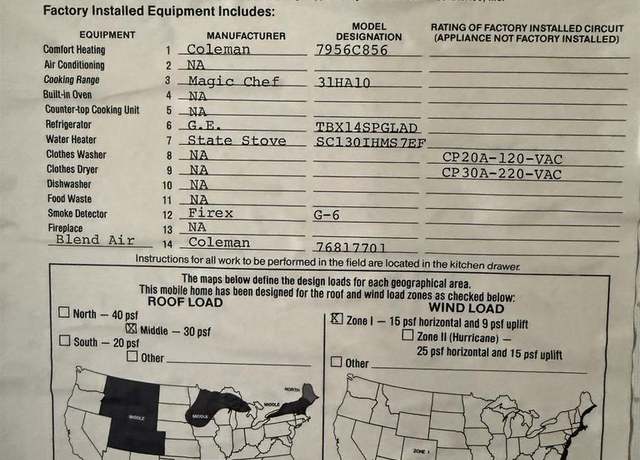 Factory Installed Equipment Includes:
EQUIPMENT MANUFACTURER MODEL DESIGNATION RATING OF FACTORY INSTALLED CIRCUIT (APPLIANCE NOT FACTORY INSTALLED)
Comfort Heating 1 Coleman 7956C856
Air Conditioning 2 NA
Cooking Range 3 Magic Chef 31HA10
Built-in Oven 4 NA
Counter-top Cooking Unit 5 NA
Refrigerator 6 G.E. TBX14SPGLAD
Water Heater 7 State Stove SC130IHMS7EF
Clothes Washer 8 NA CP20A-120-VAC
Clothes Dryer 9 NA CP30A-220-VAC
Dishwasher 10 NA
Food Waste 11 NA
Smoke Detector 12 Firex G-6
Fireplace 13 NA
Blend Air 14 Coleman 76817701
Instructions for all work to be performed in the field are located in the kitchen drawer.
The maps below define the design loads for each geographical area.
This mobile home has been designed for the roof and wind load zones as checked below:
ROOF LOAD
North — 40 psf
X Middle — 30 psf
South — 20 psf
Other
WIND LOAD
X Zone I — 15 psf horizontal and 9 psf uplift
Zone II (Hurricane) —
25 psf horizontal and 15 psf uplift
Other
NORTH
MIDDLE
MIDDLE
MIDDLE
ZONE I